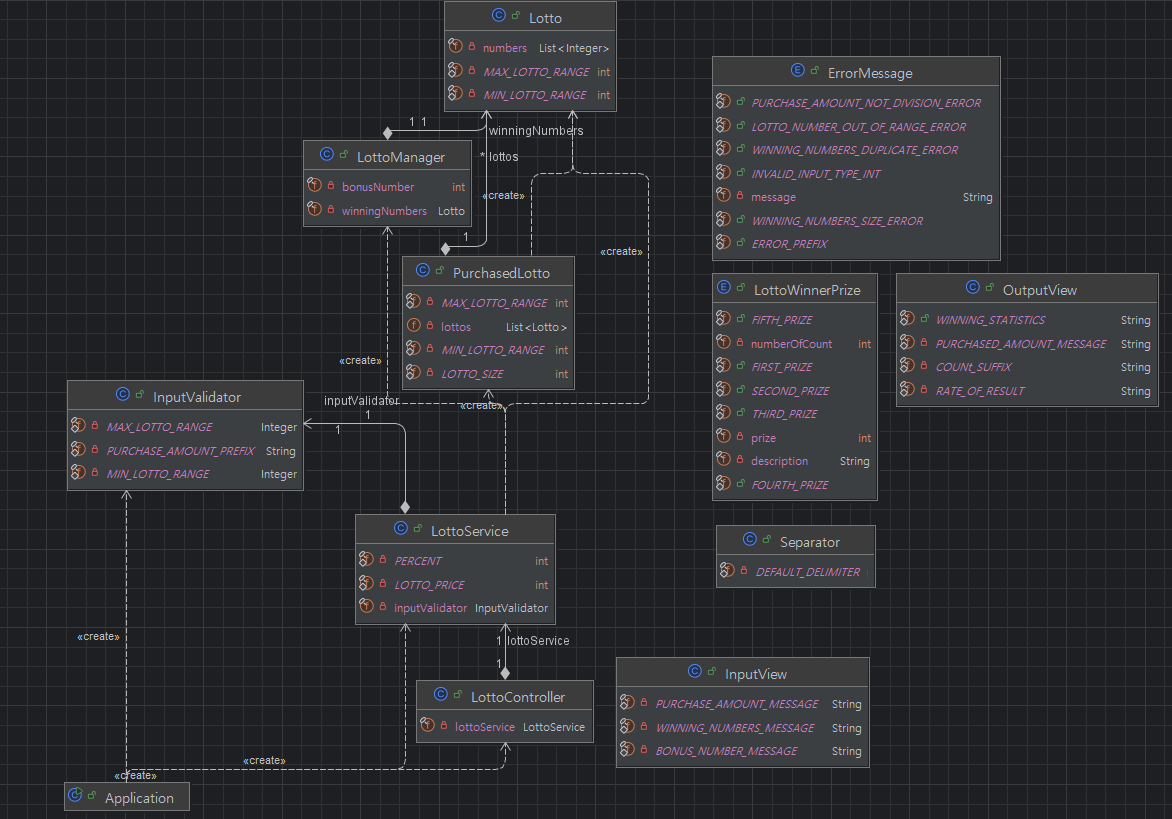 Lotto
numbers List<Integer>
MAX_LOTTO_RANGE int
MIN_LOTTO_RANGE int
1 1
winningNumbers
* lottos
«create»
«create»
LottoManager
bonusNumber int
winningNumbers Lotto
1
PurchasedLotto
MAX_LOTTO_RANGE int
lottos List<Lotto>
MIN_LOTTO_RANGE int
LOTTO_SIZE int
«create»
«create»
inputValidator
1
1
InputValidator
MAX_LOTTO_RANGE Integer
PURCHASE_AMOUNT_PREFIX String
MIN_LOTTO_RANGE Integer
LottoService
PERCENT int
LOTTO_PRICE int
inputValidator InputValidator
«create»
1 lottoService
1
LottoController
lottoService LottoService
«create»
«create»
Application
ErrorMessage
PURCHASE_AMOUNT_NOT_DIVISION_ERROR
LOTTO_NUMBER_OUT_OF_RANGE_ERROR
WINNING_NUMBERS_DUPLICATE_ERROR
INVALID_INPUT_TYPE_INT
message String
WINNING_NUMBERS_SIZE_ERROR
ERROR_PREFIX
LottoWinnerPrize
FIFTH_PRIZE
numberOfCount int
FIRST_PRIZE
SECOND_PRIZE
THIRD_PRIZE
prize int
description String
FOURTH_PRIZE
OutputView
WINNING_STATISTICS String
PURCHASED_AMOUNT_MESSAGE String
COUNt_SUFFIX String
RATE_OF_RESULT String
Separator
DEFAULT_DELIMITER
InputView
PURCHASE_AMOUNT_MESSAGE String
WINNING_NUMBERS_MESSAGE String
BONUS_NUMBER_MESSAGE String